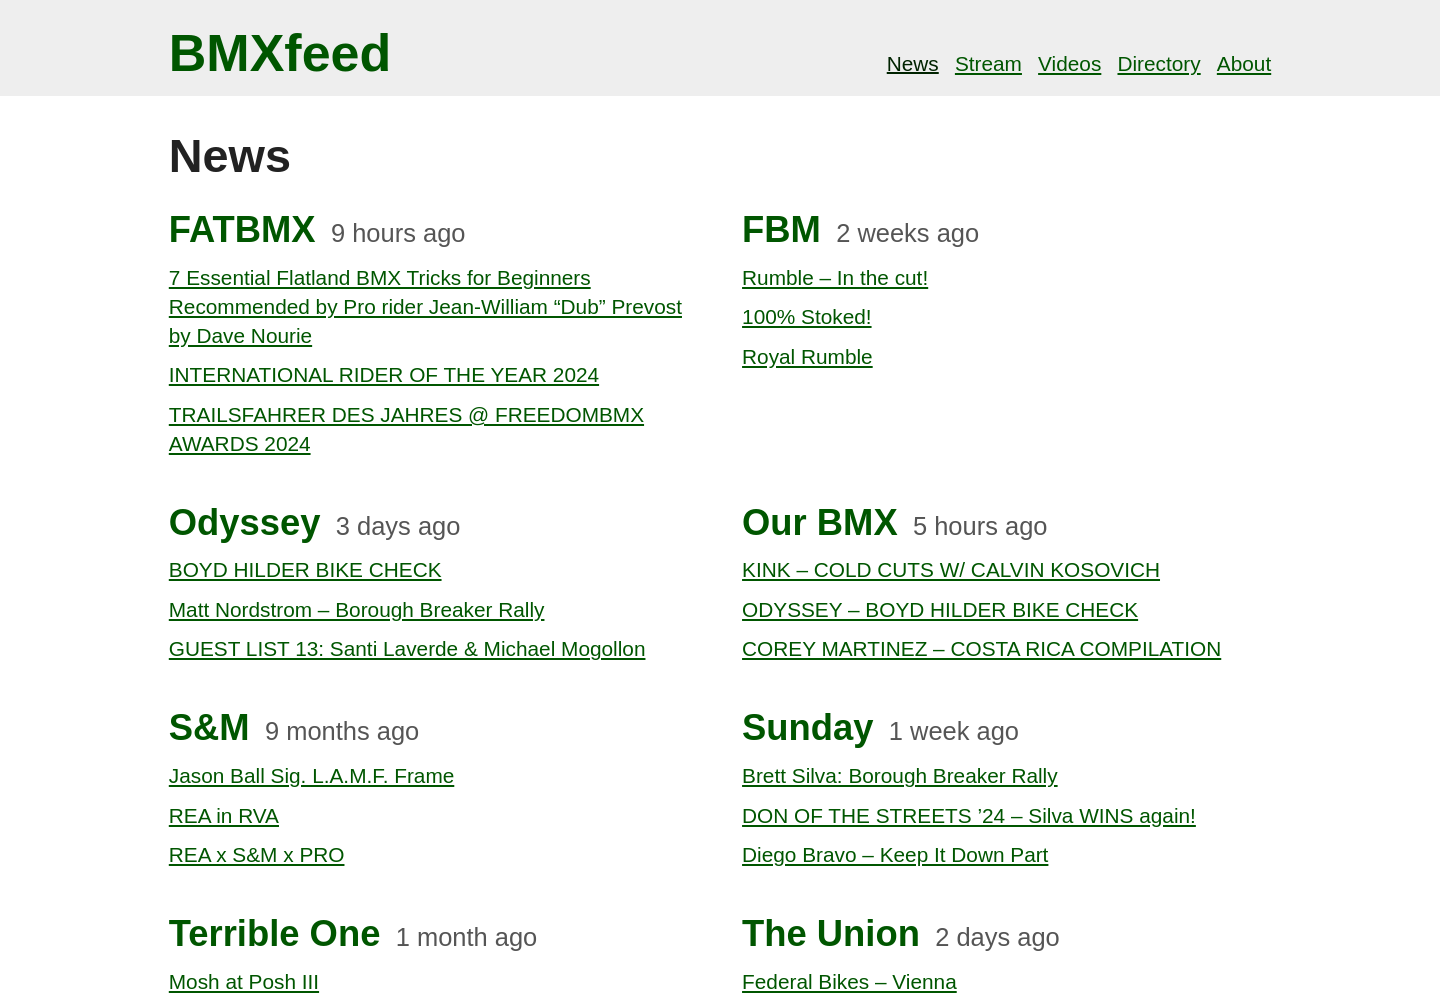 BMXfeed
News Stream Videos Directory About
News
FATBMX 9 hours ago
7 Essential Flatland BMX Tricks for Beginners
Recommended by Pro rider Jean-William “Dub” Prevost
by Dave Nourie
INTERNATIONAL RIDER OF THE YEAR 2024
TRAILSFAHRER DES JAHRES @ FREEDOMBMX
AWARDS 2024
FBM 2 weeks ago
Rumble – In the cut!
100% Stoked!
Royal Rumble
Odyssey 3 days ago
BOYD HILDER BIKE CHECK
Matt Nordstrom – Borough Breaker Rally
GUEST LIST 13: Santi Laverde & Michael Mogollon
Our BMX 5 hours ago
KINK – COLD CUTS W/ CALVIN KOSOVICH
ODYSSEY – BOYD HILDER BIKE CHECK
COREY MARTINEZ – COSTA RICA COMPILATION
S&M 9 months ago
Jason Ball Sig. L.A.M.F. Frame
REA in RVA
REA x S&M x PRO
Sunday 1 week ago
Brett Silva: Borough Breaker Rally
DON OF THE STREETS ’24 – Silva WINS again!
Diego Bravo – Keep It Down Part
Terrible One 1 month ago
Mosh at Posh III
The Union 2 days ago
Federal Bikes – Vienna